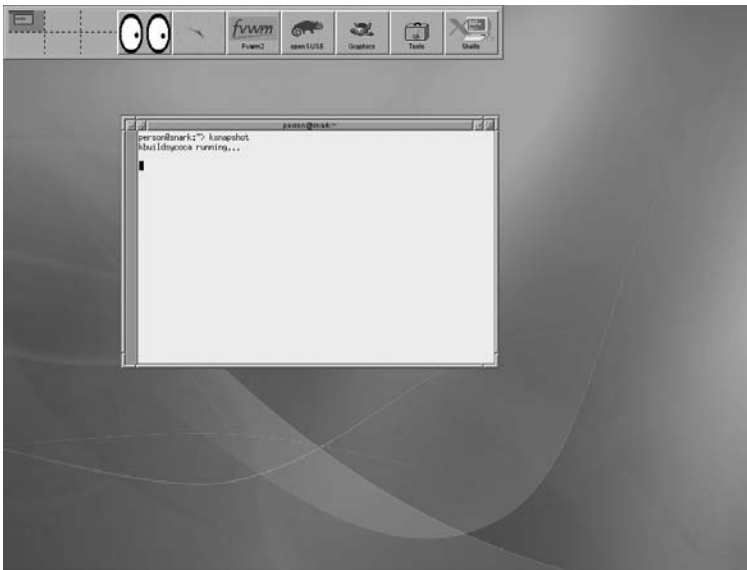 fvwm
Fvwm2
openSUSE
Graphics
Tools
Shells
person@snark:~
person@snark:~> ksnapshot
kbuildsycoca running...